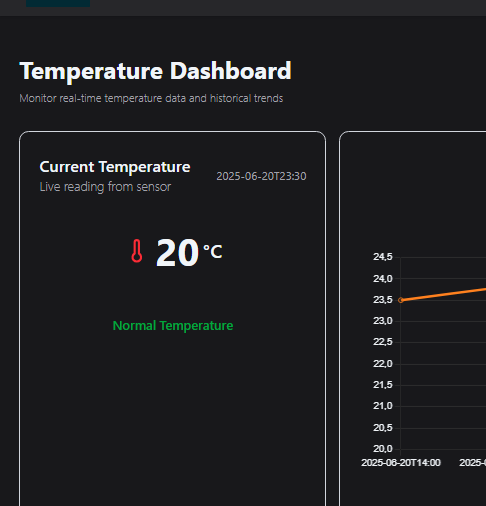 Temperature Dashboard
Monitor real-time temperature data and historical trends
Current Temperature
Live reading from sensor
2025-06-20T23:30
20 °C
Normal Temperature
24,5
24,0
23,5
23,0
22,5
22,0
21,5
21,0
20,5
20,0
2025-06-20T14:00 2025-0